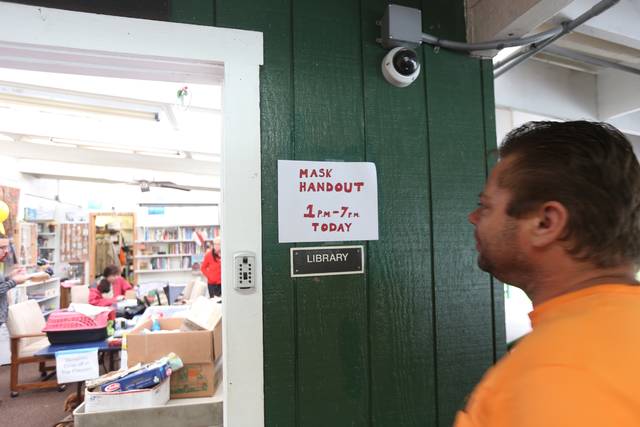 MASK
HANDOUT
1PM-7PM
TODAY
LIBRARY